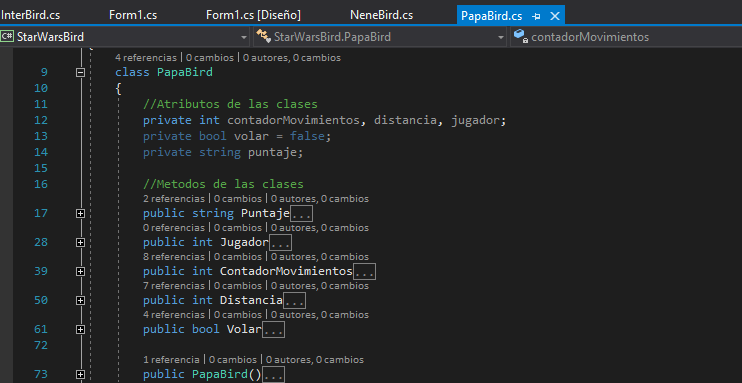 InterBird.cs Form1.cs Form1.cs [Diseño] NeneBird.cs PapaBird.cs
C# StarWarsBird StarWarsBird.PapaBird contadorMovimientos
4 referencias | 0 cambios | 0 autores, 0 cambios
9 class PapaBird
10 {
11 //Atributos de las clases
12 private int contadorMovimientos, distancia, jugador;
13 private bool volar = false;
14 private string puntaje;
15
16 //Metodos de las clases
2 referencias | 0 cambios | 0 autores, 0 cambios
17 public string Puntaje...
0 referencias | 0 cambios | 0 autores, 0 cambios
28 public int Jugador...
8 referencias | 0 cambios | 0 autores, 0 cambios
39 public int ContadorMovimientos...
7 referencias | 0 cambios | 0 autores, 0 cambios
50 public int Distancia...
4 referencias | 0 cambios | 0 autores, 0 cambios
61 public bool Volar...
72
1 referencia | 0 cambios | 0 autores, 0 cambios
73 public PapaBird()...